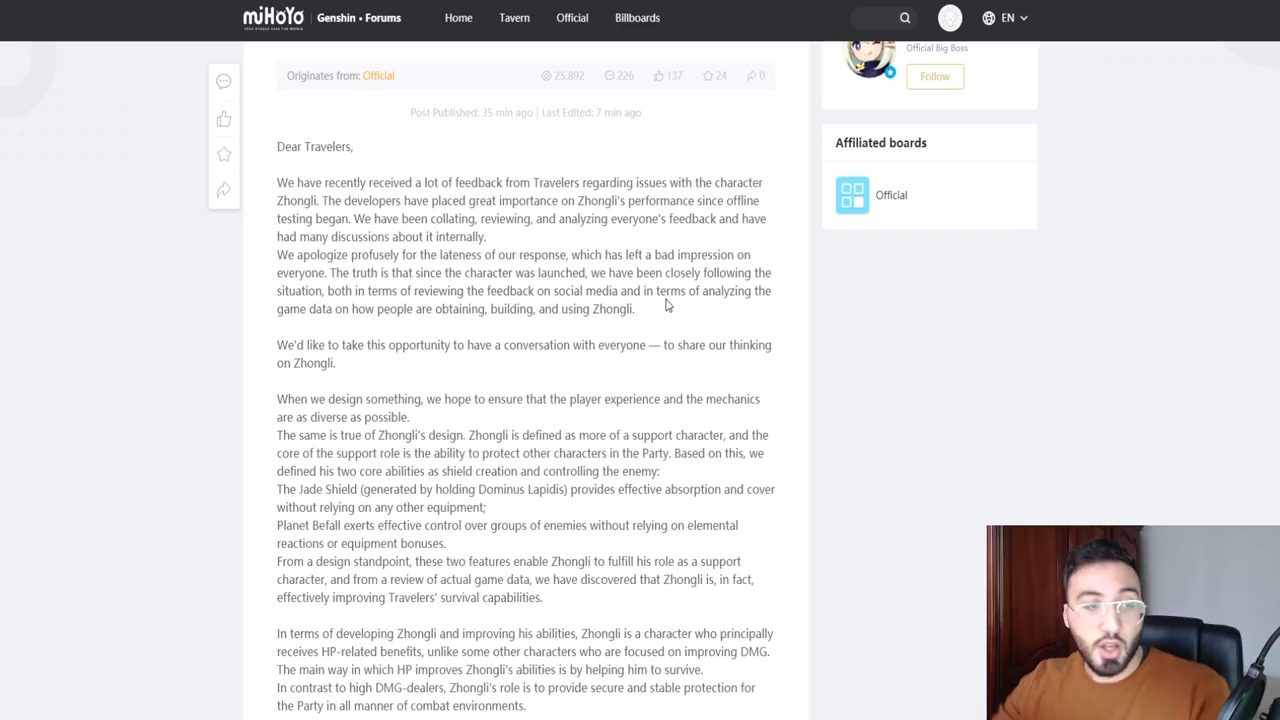 miHoYo
TECH OTAKUS SAVE THE WORLD
Genshin • Forums
Home
Tavern
Official
Billboards
EN
Official Big Boss
Follow
Originates from: Official
25,892
226
137
24
0
Post Published: 35 min ago
Last Edited: 7 min ago
Affiliated boards
Official
Dear Travelers,
We have recently received a lot of feedback from Travelers regarding issues with the character
Zhongli. The developers have placed great importance on Zhongli's performance since offline
testing began. We have been collating, reviewing, and analyzing everyone's feedback and have
had many discussions about it internally.
We apologize profusely for the lateness of our response, which has left a bad impression on
everyone. The truth is that since the character was launched, we have been closely following the
situation, both in terms of reviewing the feedback on social media and in terms of analyzing the
game data on how people are obtaining, building, and using Zhongli.
We'd like to take this opportunity to have a conversation with everyone — to share our thinking
on Zhongli.
When we design something, we hope to ensure that the player experience and the mechanics
are as diverse as possible.
The same is true of Zhongli's design. Zhongli is defined as more of a support character, and the
core of the support role is the ability to protect other characters in the Party. Based on this, we
defined his two core abilities as shield creation and controlling the enemy:
The Jade Shield (generated by holding Dominus Lapidis) provides effective absorption and cover
without relying on any other equipment;
Planet Befall exerts effective control over groups of enemies without relying on elemental
reactions or equipment bonuses.
From a design standpoint, these two features enable Zhongli to fulfill his role as a support
character, and from a review of actual game data, we have discovered that Zhongli is, in fact,
effectively improving Travelers' survival capabilities.
In terms of developing Zhongli and improving his abilities, Zhongli is a character who principally
receives HP-related benefits, unlike some other characters who are focused on improving DMG.
The main way in which HP improves Zhongli's abilities is by helping him to survive.
In contrast to high DMG-dealers, Zhongli's role is to provide secure and stable protection for
the Party in all manner of combat environments.